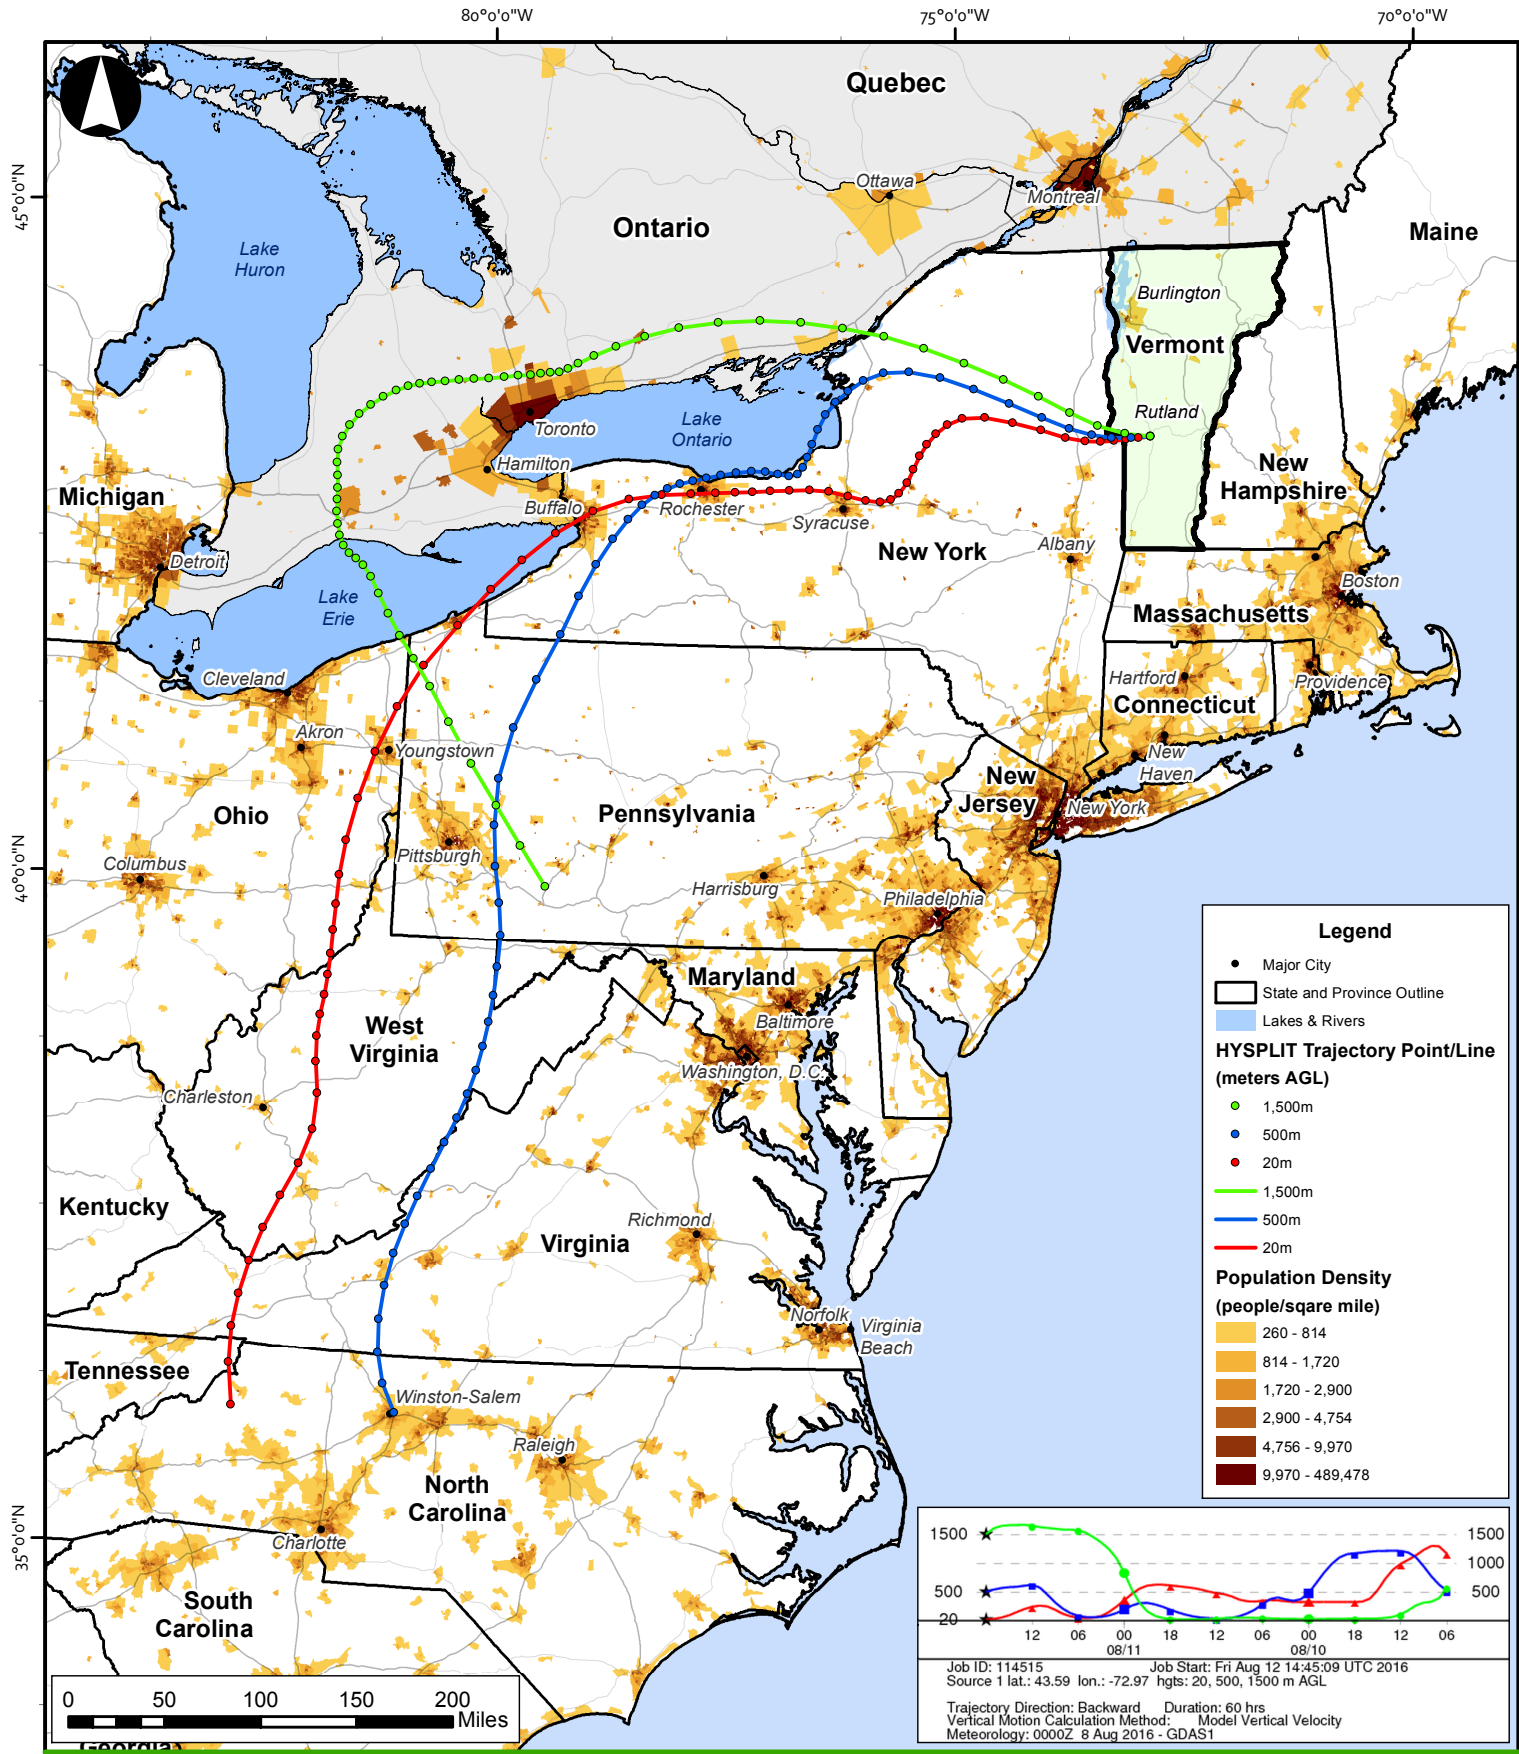 80°0'0"W
75°0'0"W
70°0'0"W
45°0'0"N
40°0'0"N
35°0'0"N
Quebec
Ottawa
Montreal
Ontario
Maine
Lake
Huron
Burlington
Vermont
Rutland
Lake
Ontario
Toronto
Hamilton
New
Hampshire
Michigan
Buffalo
Rochester
Syracuse
New York
Albany
Detroit
Boston
Lake
Erie
Massachusetts
Cleveland
Hartford
Providence
Connecticut
Akron
Youngstown
New
Haven
New
Jersey
New York
Ohio
Pennsylvania
Pittsburgh
Columbus
Harrisburg
Philadelphia
Maryland
Baltimore
West
Virginia
Washington, D.C.
Charleston
Kentucky
Richmond
Virginia
Norfolk
Virginia
Beach
Tennessee
Winston-Salem
Raleigh
North
Carolina
Charlotte
South
Carolina
Georgia
Legend
Major City
State and Province Outline
Lakes & Rivers
HYSPLIT Trajectory Point/Line
(meters AGL)
1,500m
500m
20m
1,500m
500m
20m
Population Density
(people/sqare mile)
260 - 814
814 - 1,720
1,720 - 2,900
2,900 - 4,754
4,756 - 9,970
9,970 - 489,478
0 50 100 150 200
Miles
1500 1500
1000
500 500
20
12 06 00 18 12 06 00 18 12 06
08/11 08/10
Job ID: 114515 Job Start: Fri Aug 12 14:45:09 UTC 2016
Source 1 lat.: 43.59 lon.: -72.97 hgts: 20, 500, 1500 m AGL
Trajectory Direction: Backward Duration: 60 hrs
Vertical Motion Calculation Method: Model Vertical Velocity
Meteorology: 0000Z 8 Aug 2016 - GDAS1